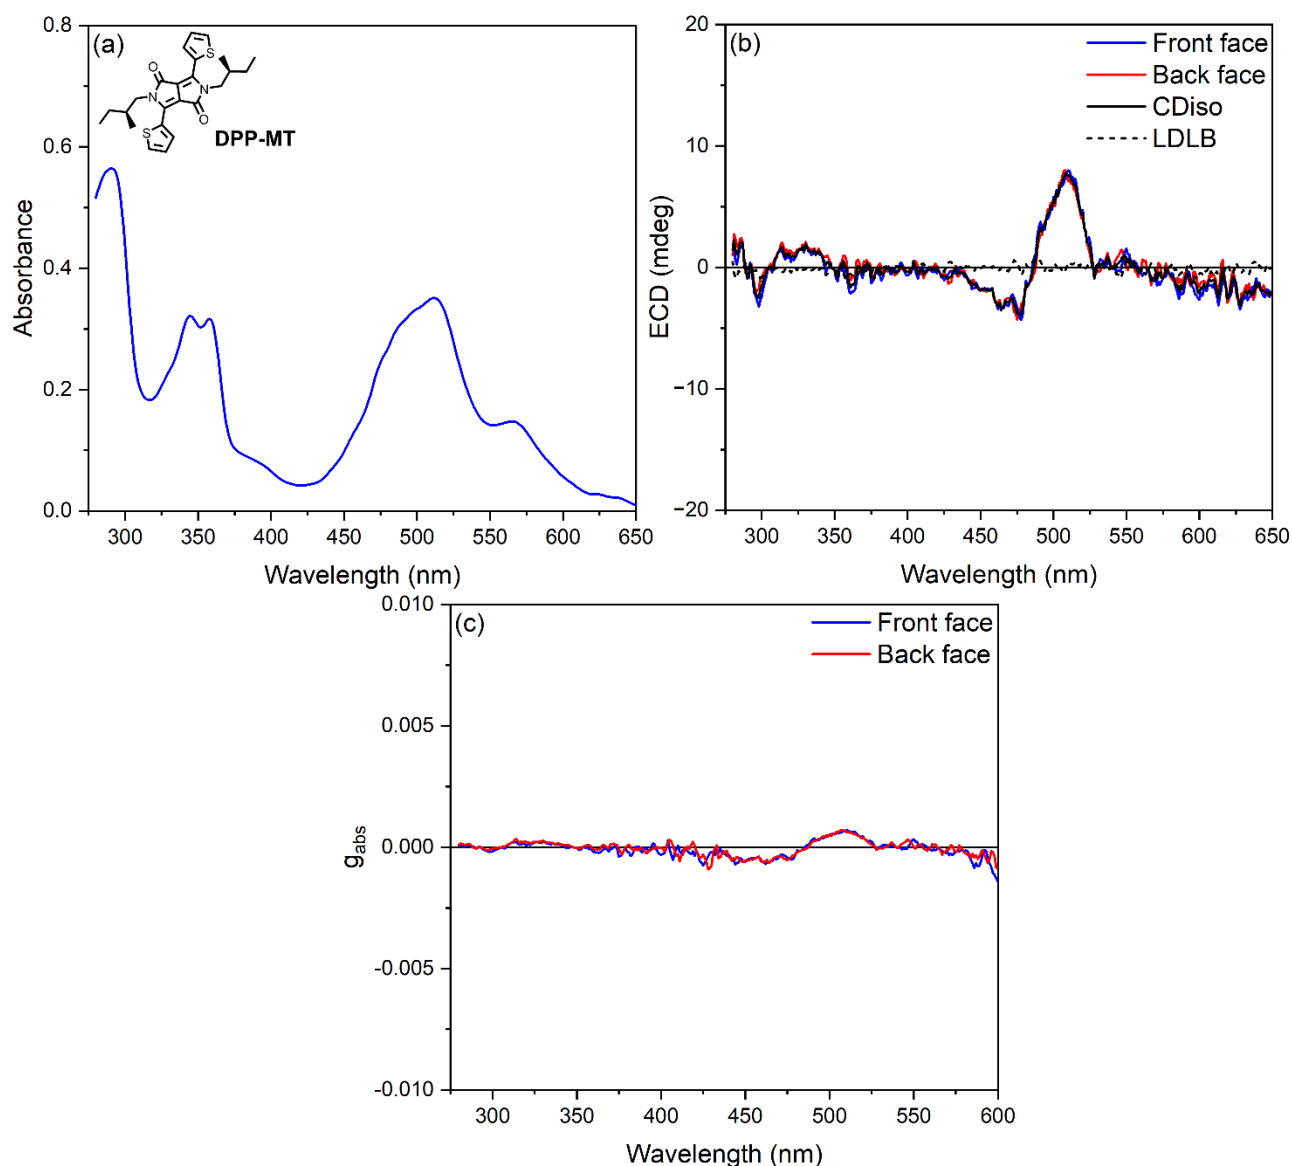 (a)
S
O
N
N
O
S
DPP-MT
0.8
0.6
0.4
0.2
0.0
Absorbance
300 350 400 450 500 550 600 650
Wavelength (nm)
(b)
Front face
Back face
CDiso
LDLB
20
10
0
−10
−20
ECD (mdeg)
300 350 400 450 500 550 600 650
Wavelength (nm)
(c)
Front face
Back face
0.010
0.005
0.000
-0.005
-0.010
gabs
300 350 400 450 500 550 600
Wavelength (nm)